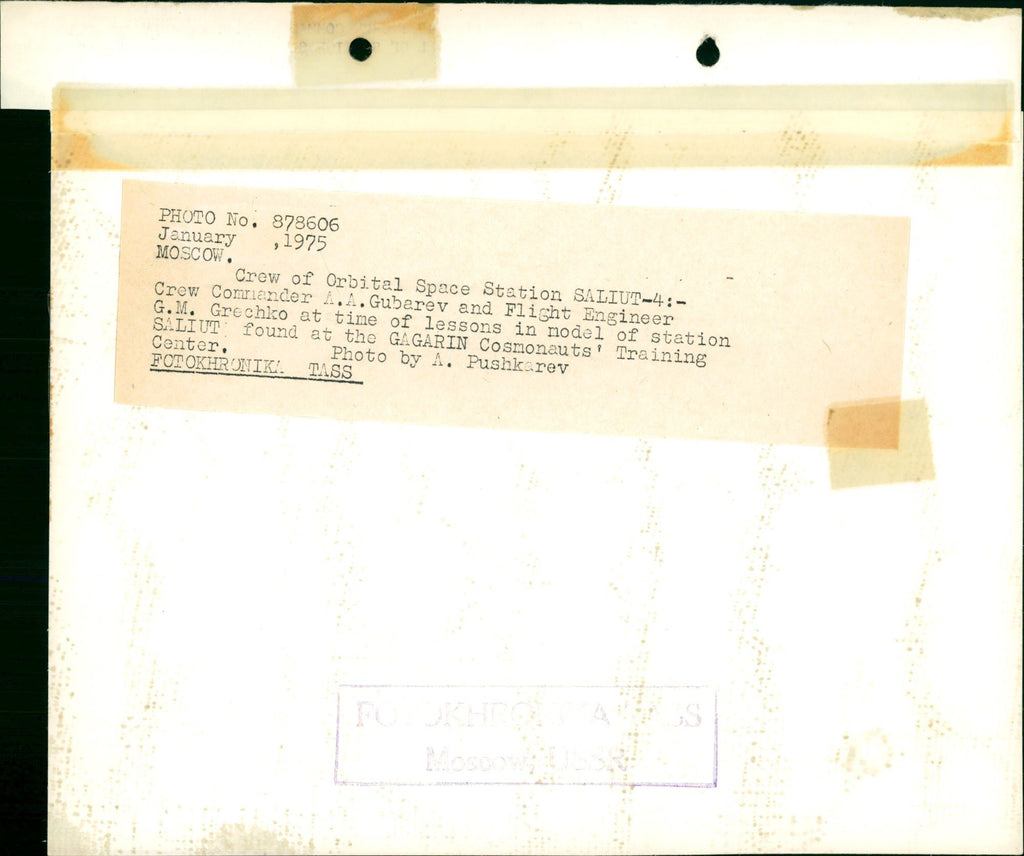 PHOTO No. 878606
January ,1975
MOSCOW.
Crew of Orbital Space Station SALIUT-4:-
Crew Commander A.A.Gubarev and Flight Engineer
G.M. Grechko at time of lessons in model of station
SALIUT found at the GAGARIN Cosmonauts' Training
Center. Photo by A. Pushkarev
FOTOKHRONIKA TASS
FOTOKHRONIKA TASS
Moscow, USSR